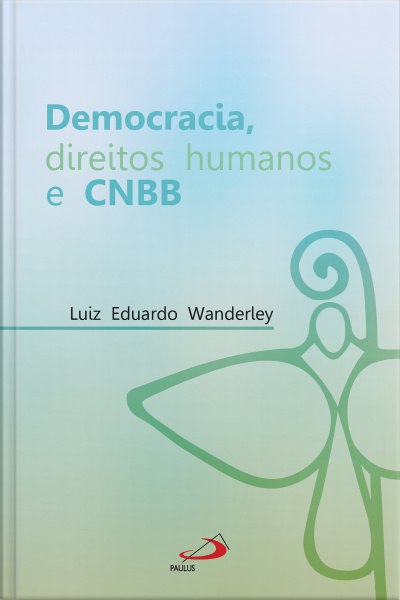 Democracia,
direitos humanos
e CNBB
Luiz Eduardo Wanderley
PAULUS